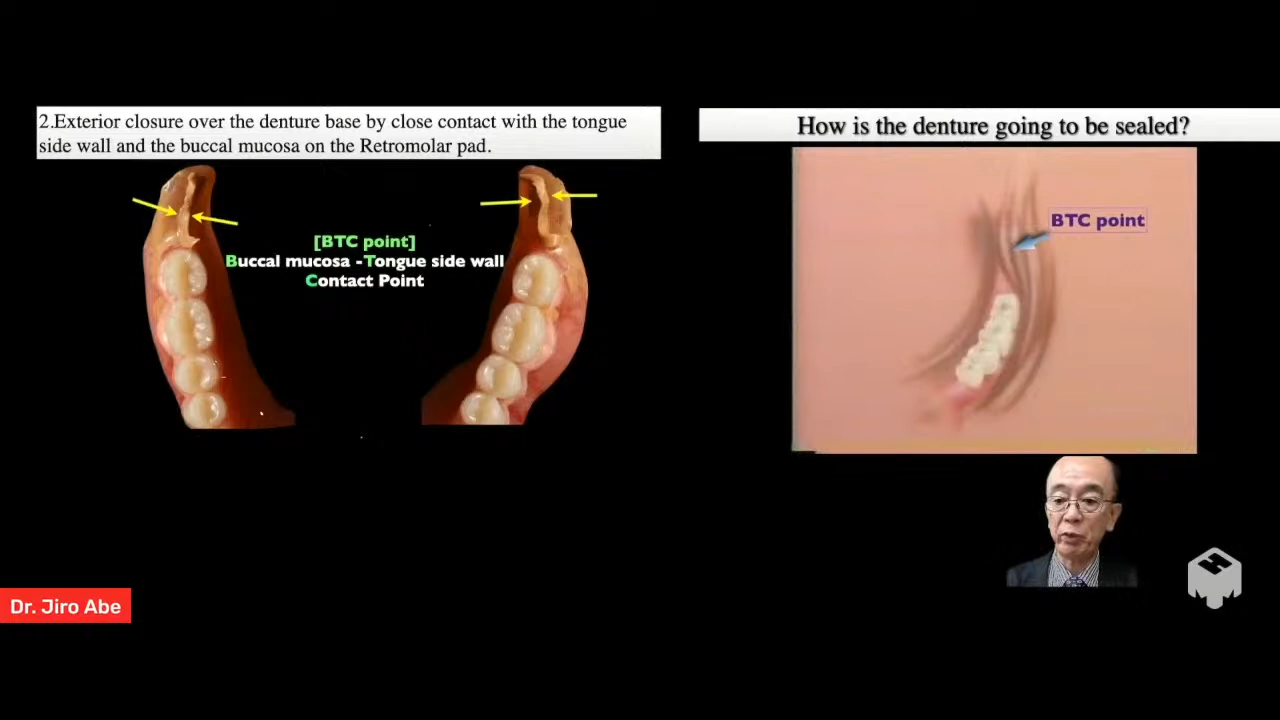 2.Exterior closure over the denture base by close contact with the tongue
side wall and the buccal mucosa on the Retromolar pad.
[BTC point]
Buccal mucosa -Tongue side wall
Contact Point
How is the denture going to be sealed?
BTC point
Dr. Jiro Abe